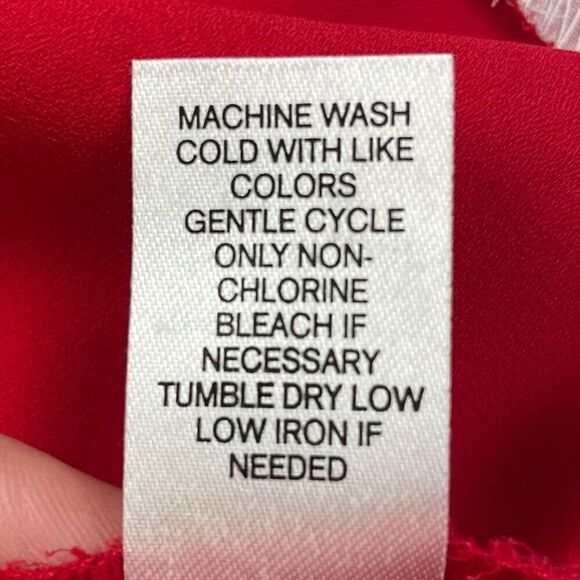 MACHINE WASH
COLD WITH LIKE
COLORS
GENTLE CYCLE
ONLY NON-
CHLORINE
BLEACH IF
NECESSARY
TUMBLE DRY LOW
LOW IRON IF
NEEDED